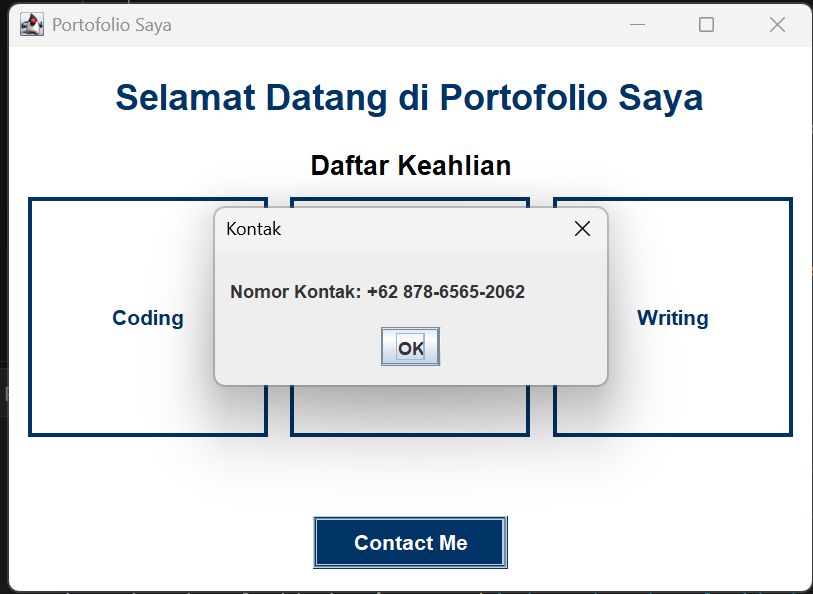 Portofolio Saya
Selamat Datang di Portofolio Saya
Daftar Keahlian
Kontak
Nomor Kontak: +62 878-6565-2062
OK
Coding
Writing
Contact Me